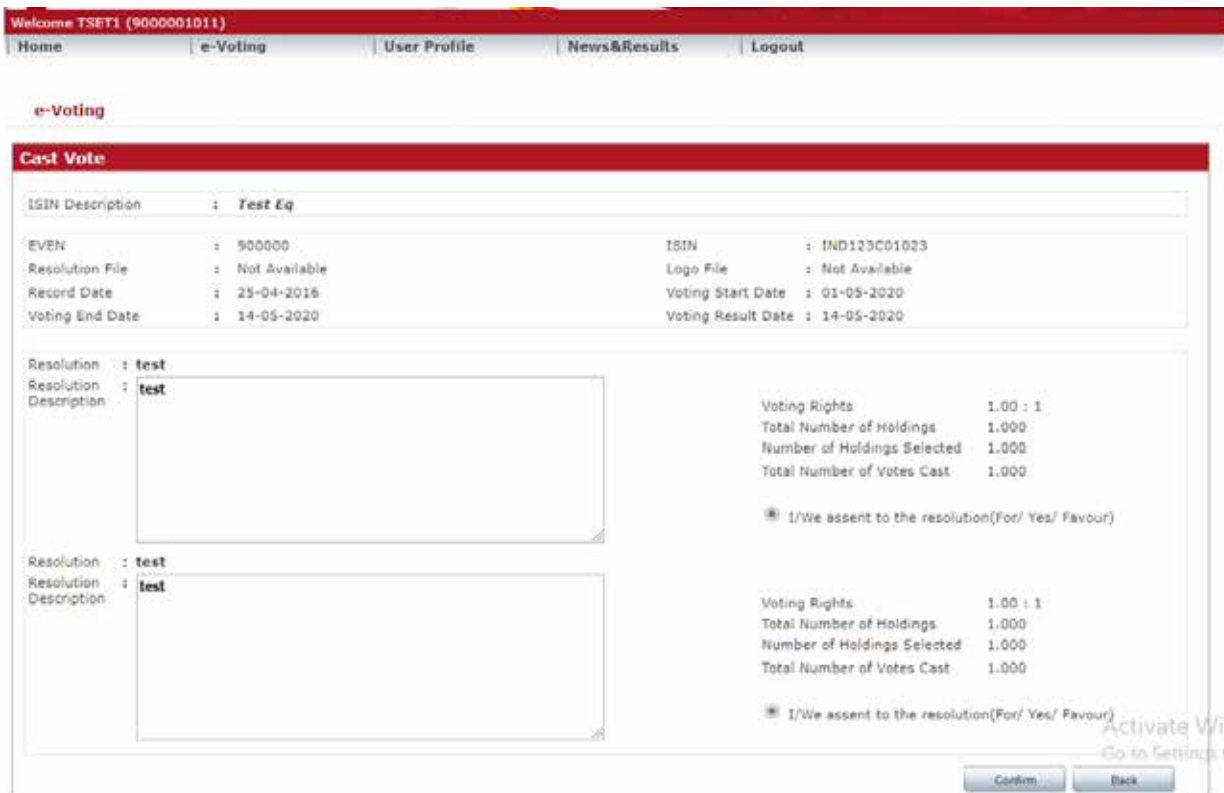 Welcome TSET1 (9000001011)
Home e-Voting User Profile News&Results Logout
e-Voting
Cast Vote
ISIN Description : Test Eq
EVEN : 900000 ISIN : IND123C01023
Resolution File : Not Available Logo File : Not Available
Record Date : 25-04-2016 Voting Start Date : 01-05-2020
Voting End Date : 14-05-2020 Voting Result Date : 14-05-2020
Resolution : test
Resolution Description : test
Voting Rights 1.00 : 1
Total Number of Holdings 1.000
Number of Holdings Selected 1.000
Total Number of Votes Cast 1.000
I/We assent to the resolution(For/ Yes/ Favour)
Resolution : test
Resolution Description : test
Voting Rights 1.00 : 1
Total Number of Holdings 1.000
Number of Holdings Selected 1.000
Total Number of Votes Cast 1.000
I/We assent to the resolution(For/ Yes/ Favour)
Activate Wi
Go to Settings
Confirm Back